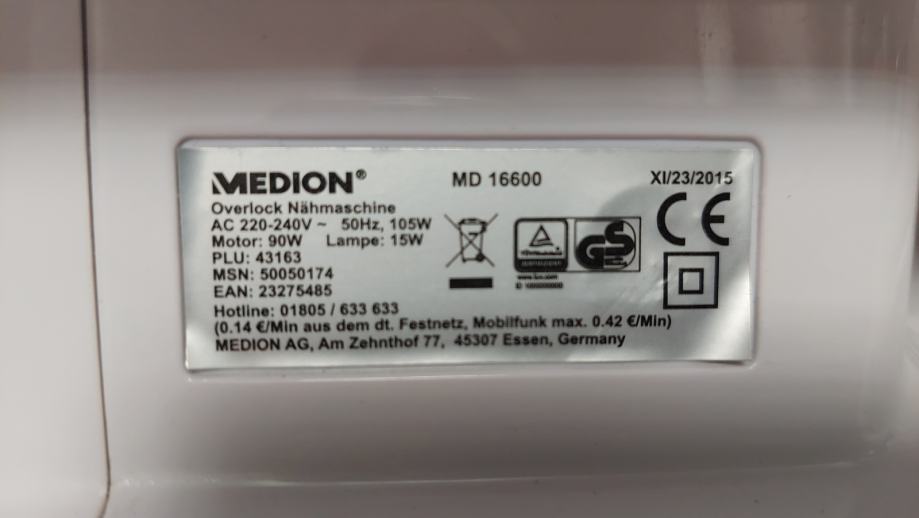 MEDION® MD 16600 XI/23/2015
Overlock Nähmaschine
AC 220-240V ~ 50Hz, 105W
Motor: 90W Lampe: 15W
PLU: 43163
MSN: 50050174
EAN: 23275485
CE
GS
Hotline: 01805 / 633 633
(0.14 €/Min aus dem dt. Festnetz, Mobilfunk max. 0.42 €/Min)
MEDION AG, Am Zehnthof 77, 45307 Essen, Germany